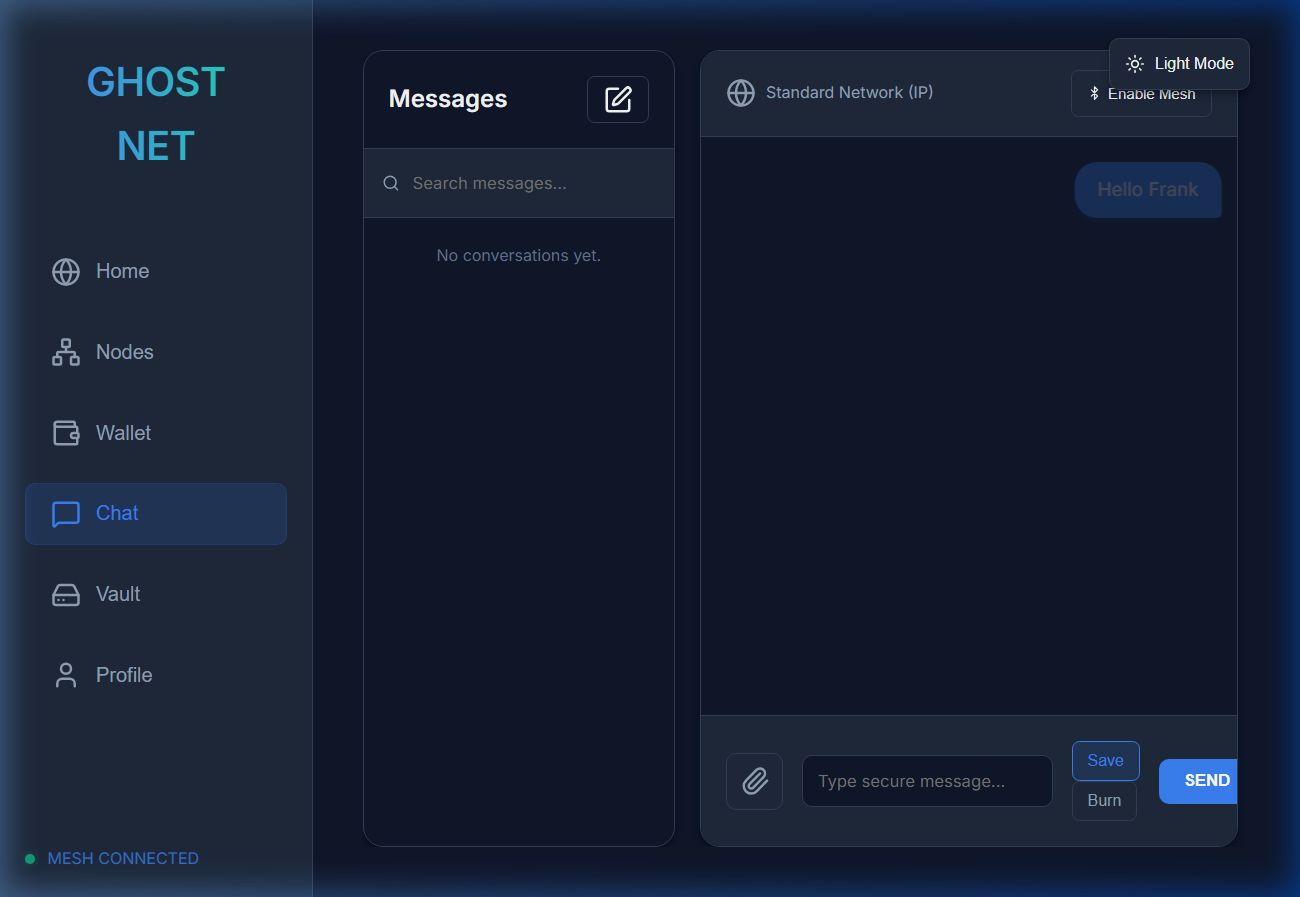 GHOST
NET
Home
Nodes
Wallet
Chat
Vault
Profile
MESH CONNECTED
Messages
Search messages...
No conversations yet.
Standard Network (IP)
Light Mode
Enable Mesh
Hello Frank
Type secure message...
Save
Burn
SEND